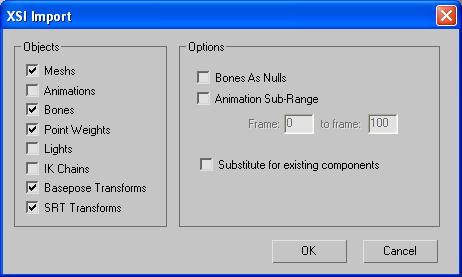 XSI Import
Objects
Meshs
Animations
Bones
Point Weights
Lights
IK Chains
Basepose Transforms
SRT Transforms
Options
Bones As Nulls
Animation Sub-Range
Frame: 0 to frame: 100
Substitute for existing components
OK Cancel